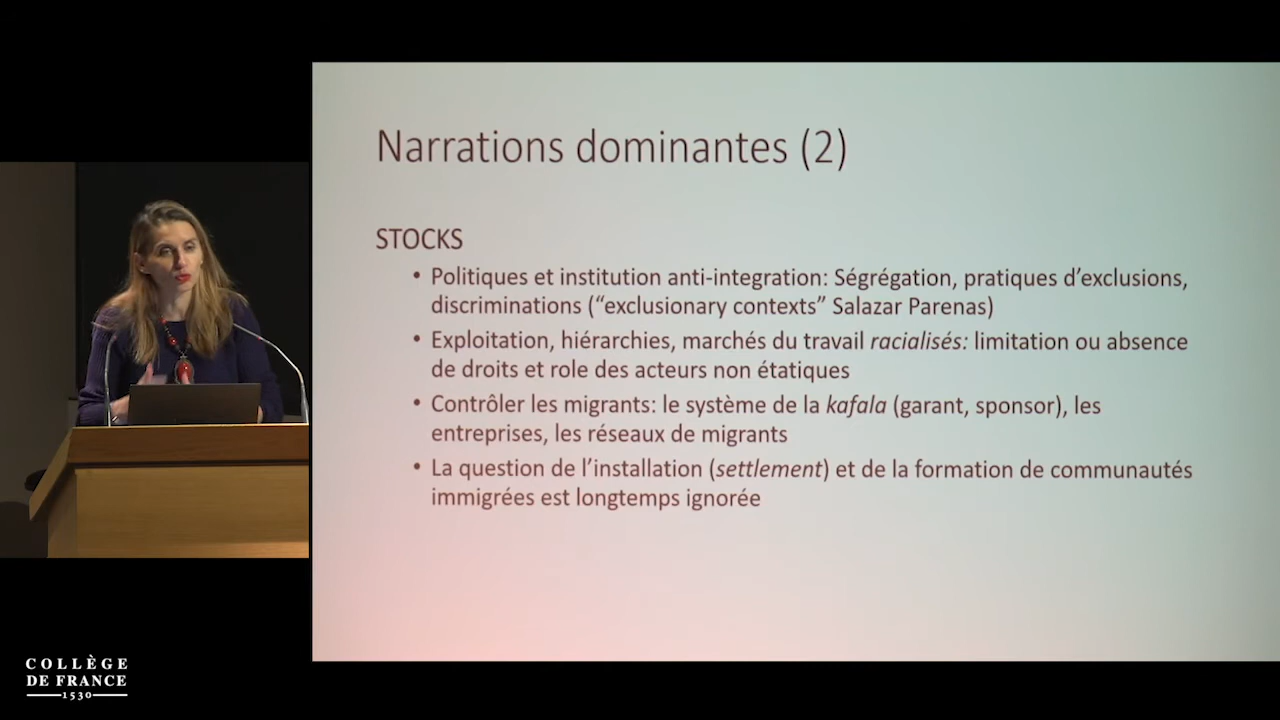 Narrations dominantes (2)
STOCKS
• Politiques et institution anti-integration: Ségrégation, pratiques d’exclusions,
discriminations (“exclusionary contexts” Salazar Parenas)
• Exploitation, hiérarchies, marchés du travail racialisés: limitation ou absence
de droits et role des acteurs non étatiques
• Contrôler les migrants: le système de la kafala (garant, sponsor), les
entreprises, les réseaux de migrants
• La question de l’installation (settlement) et de la formation de communautés
immigrées est longtemps ignorée
COLLÈGE
DE FRANCE
1530